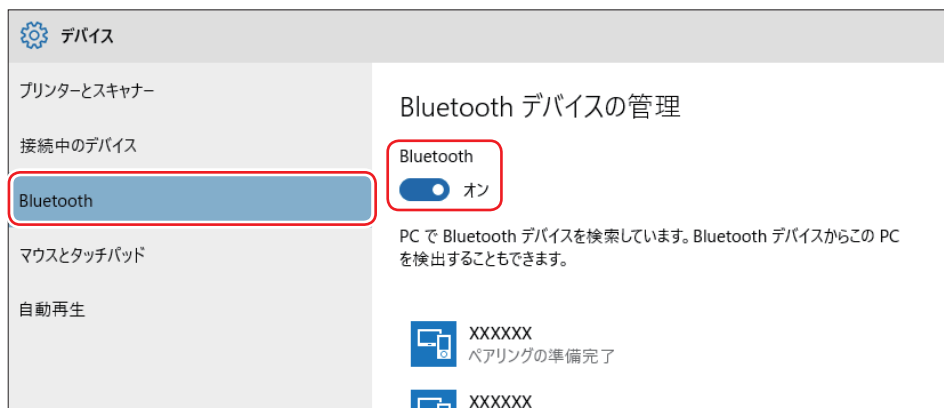 デバイス
プリンターとスキャナー
接続中のデバイス
Bluetooth
マウスとタッチパッド
自動再生
Bluetooth デバイスの管理
Bluetooth
オン
PC で Bluetooth デバイスを検索しています。Bluetooth デバイスからこの PC
を検出することもできます。
XXXXXX
ペアリングの準備完了
XXXXXX